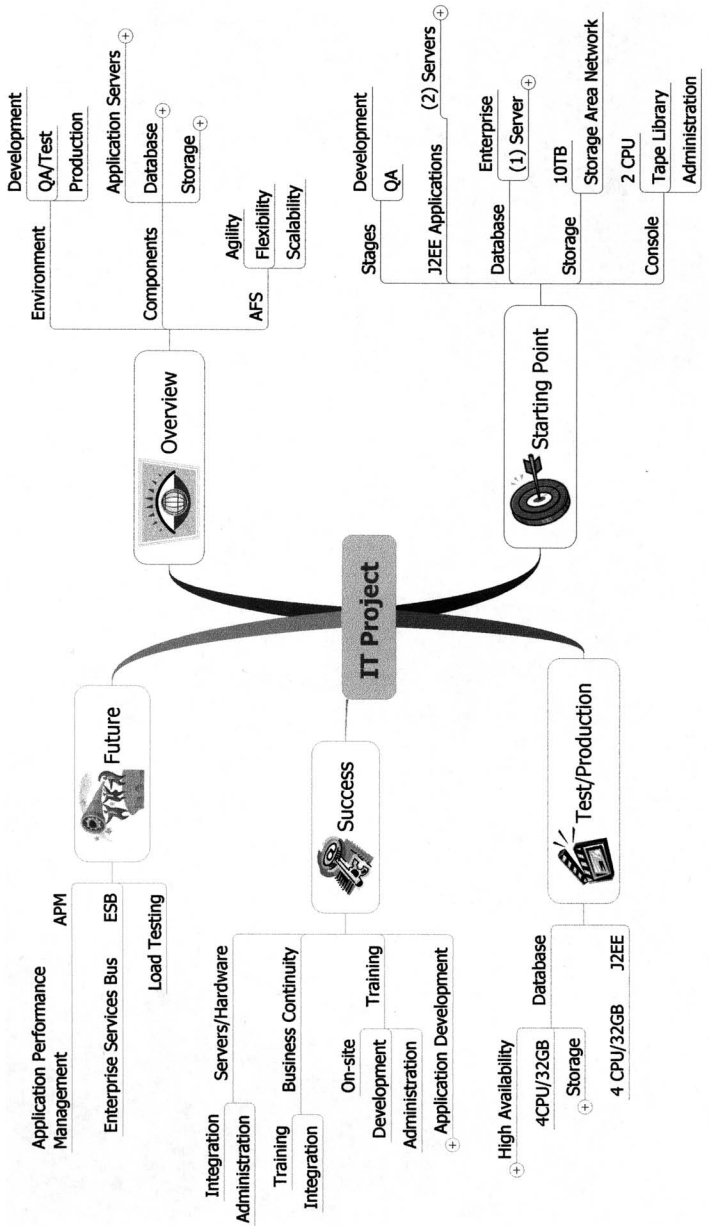 IT Project
Overview
Environment
Development
QA/Test
Production
Components
Application Servers
Database
Storage
AFS
Agility
Flexibility
Scalability
Starting Point
Stages
Development
QA
J2EE Applications
(2) Servers
Database
Enterprise
(1) Server
Storage
10TB
Storage Area Network
Console
2 CPU
Tape Library
Administration
Future
APM
Application Performance
Management
ESB
Enterprise Services Bus
Load Testing
Success
Servers/Hardware
Integration
Administration
Business Continuity
Training
Integration
Training
On-site
Development
Administration
Application Development
Test/Production
Database
High Availability
4CPU/32GB
Storage
J2EE
4 CPU/32GB